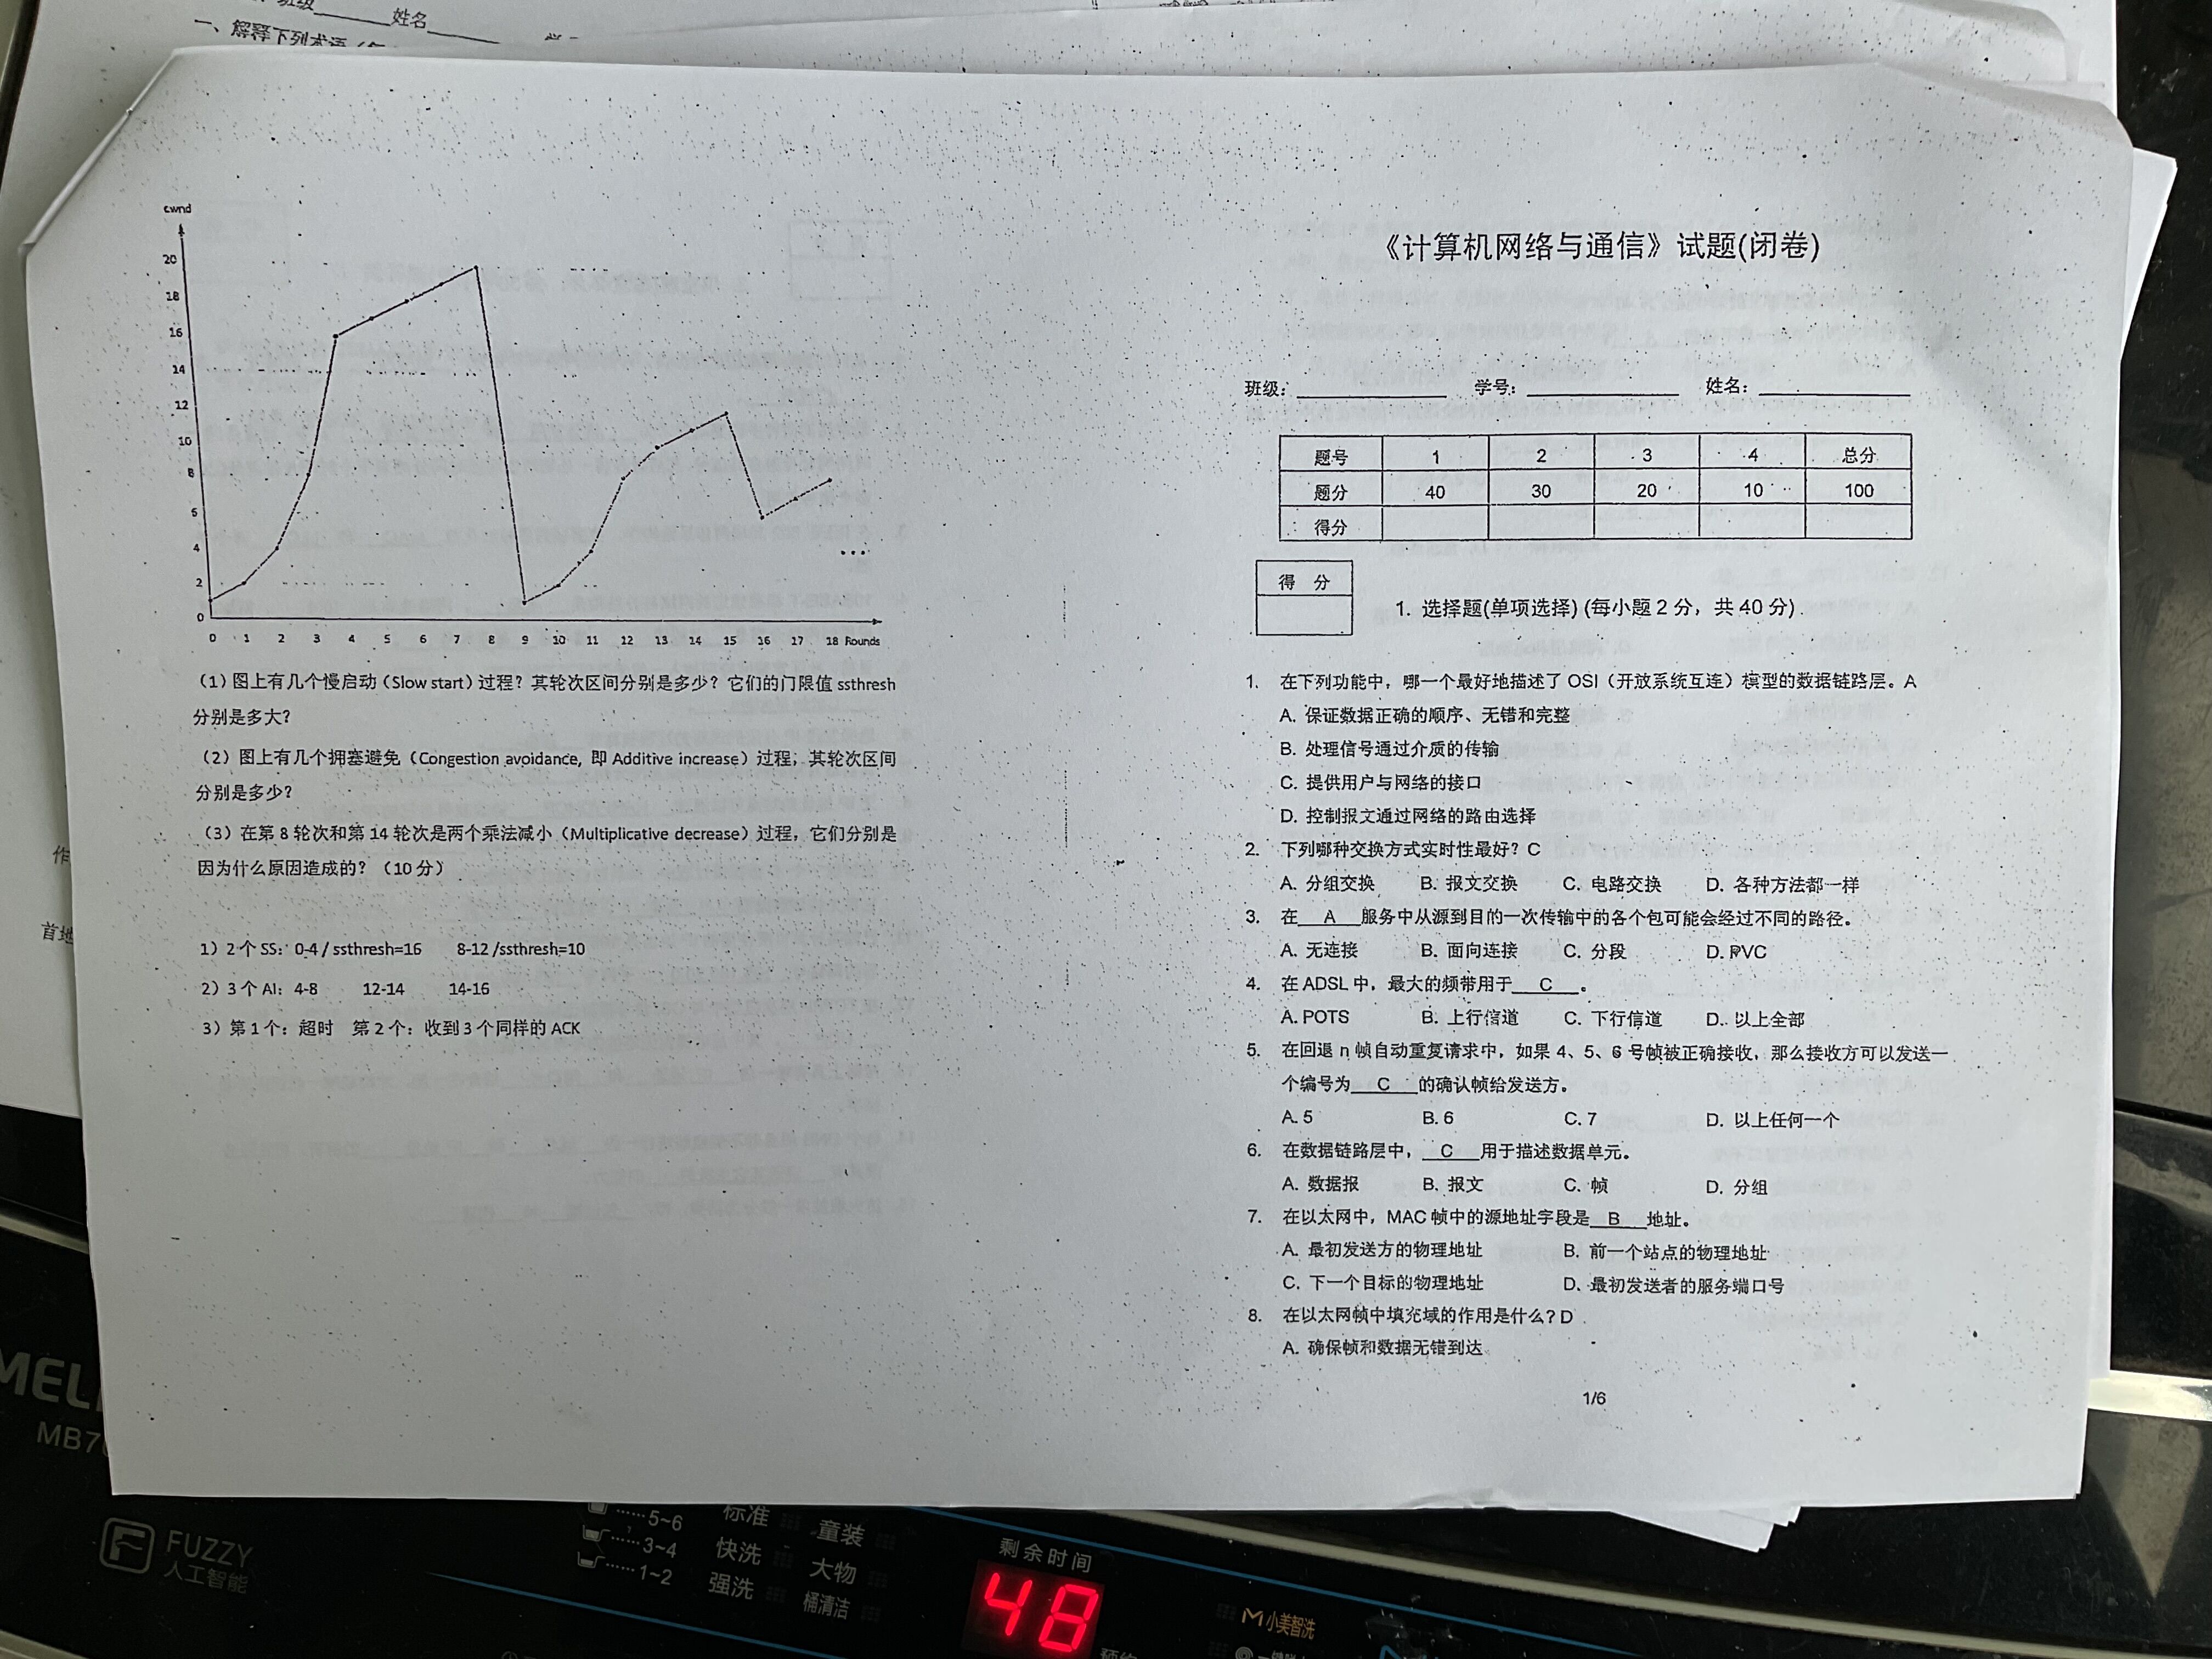 班级________姓名________
一、解释下列术语
cwnd
20
18
16
14
12
10
8
6
4
2
0
0 1 2 3 4 5 6 7 8 9 10 11 12 13 14 15 16 17 18 Rounds
(1)图上有几个慢启动(Slow start)过程?其轮次区间分别是多少?它们的门限值 ssthresh
分别是多大?
(2)图上有几个拥塞避免(Congestion avoidance, 即 Additive increase)过程;其轮次区间
分别是多少?
(3)在第 8 轮次和第 14 轮次是两个乘法减小(Multiplicative decrease)过程,它们分别是
因为什么原因造成的?(10 分)
1)2 个 SS: 0-4 / ssthresh=16 8-12 /ssthresh=10
2)3 个 AI: 4-8 12-14 14-16
3)第 1 个:超时 第 2 个:收到 3 个同样的 ACK
作
首地
《计算机网络与通信》试题(闭卷)
班级: ________ 学号: ________ 姓名: ________
题号 1 2 3 4 总分
题分 40 30 20 10 100
得分
得 分
1. 选择题(单项选择) (每小题 2 分,共 40 分)
1. 在下列功能中,哪一个最好地描述了 OSI(开放系统互连)模型的数据链路层。A
A. 保证数据正确的顺序、无错和完整
B. 处理信号通过介质的传输
C. 提供用户与网络的接口
D. 控制报文通过网络的路由选择
2. 下列哪种交换方式实时性最好?C
A. 分组交换 B. 报文交换 C. 电路交换 D. 各种方法都一样
3. 在__A__服务中从源到目的一次传输中的各个包可能会经过不同的路径。
A. 无连接 B. 面向连接 C. 分段 D. PVC
4. 在 ADSL 中,最大的频带用于__C__。
A. POTS B. 上行信道 C. 下行信道 D. 以上全部
5. 在回退 n 帧自动重复请求中,如果 4、5、6 号帧被正确接收,那么接收方可以发送一
个编号为__C__的确认帧给发送方。
A. 5 B. 6 C. 7 D. 以上任何一个
6. 在数据链路层中,__C__用于描述数据单元。
A. 数据报 B. 报文 C. 帧 D. 分组
7. 在以太网中,MAC 帧中的源地址字段是__B__地址。
A. 最初发送方的物理地址 B. 前一个站点的物理地址
C. 下一个目标的物理地址 D. 最初发送者的服务端口号
8. 在以太网帧中填充域的作用是什么? D
A. 确保帧和数据无错到达
1/6
MEL
MB70
FUZZY
人工智能
5~6 标准 童装
3~4 快洗 大物
1~2 强洗 桶清洁
剩余时间
48
小美智洗